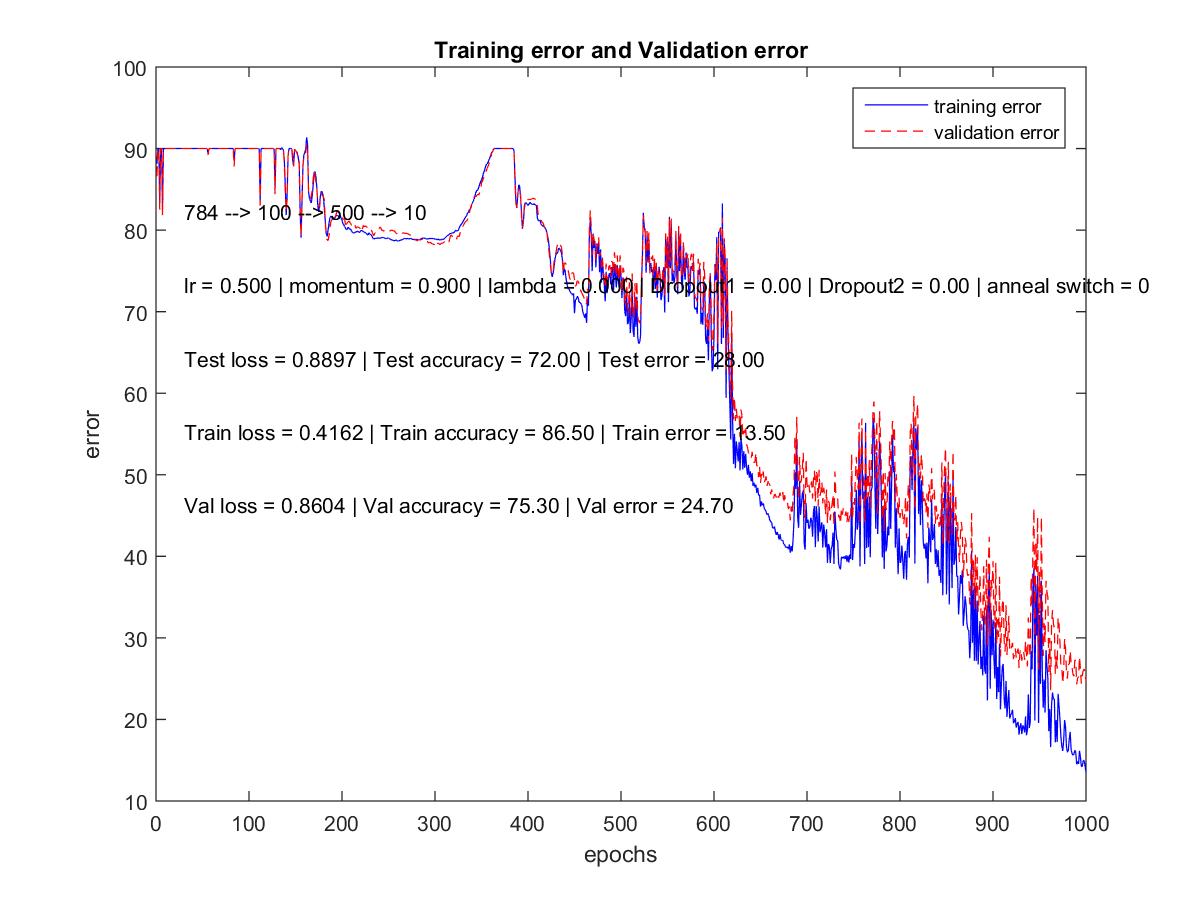 Training error and Validation error
100
90
80
70
60
50
40
30
20
10
error
training error
validation error
784 --> 100 --> 500 --> 10
lr = 0.500 | momentum = 0.900 | lambda = 0.000 | Dropout1 = 0.00 | Dropout2 = 0.00 | anneal switch = 0
Test loss = 0.8897 | Test accuracy = 72.00 | Test error = 28.00
Train loss = 0.4162 | Train accuracy = 86.50 | Train error = 13.50
Val loss = 0.8604 | Val accuracy = 75.30 | Val error = 24.70
0 100 200 300 400 500 600 700 800 900 1000
epochs